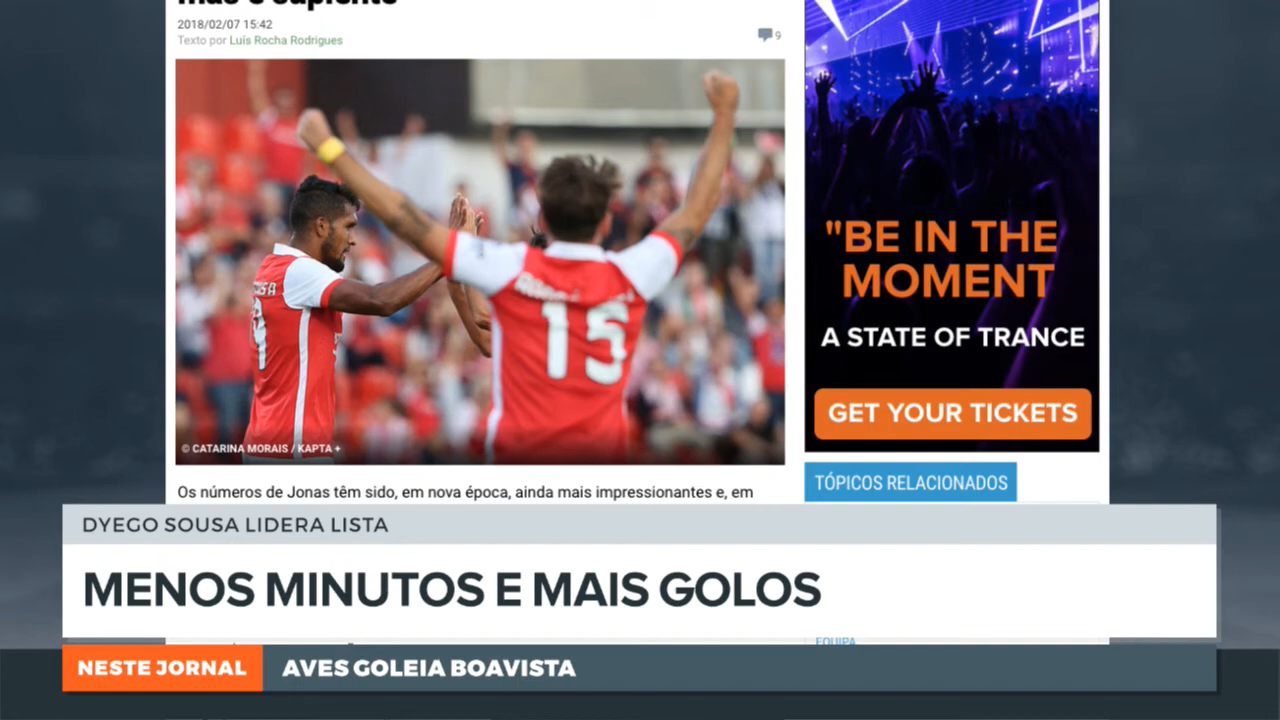 2018/02/07 15:42
Texto por Luís Rocha Rodrigues
9
15
© CATARINA MORAIS / KAPTA +
Os números de Jonas têm sido, em nova época, ainda mais impressionantes e, em
"BE IN THE
MOMENT
A STATE OF TRANCE
GET YOUR TICKETS
TÓPICOS RELACIONADOS
DYEGO SOUSA LIDERA LISTA
MENOS MINUTOS E MAIS GOLOS
EQUIPA
NESTE JORNAL
AVES GOLEIA BOAVISTA